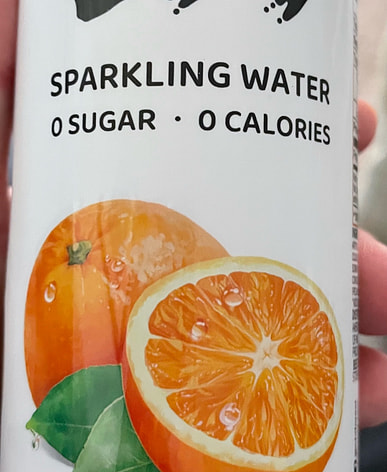 SPARKLING WATER
0 SUGAR · 0 CALORIES